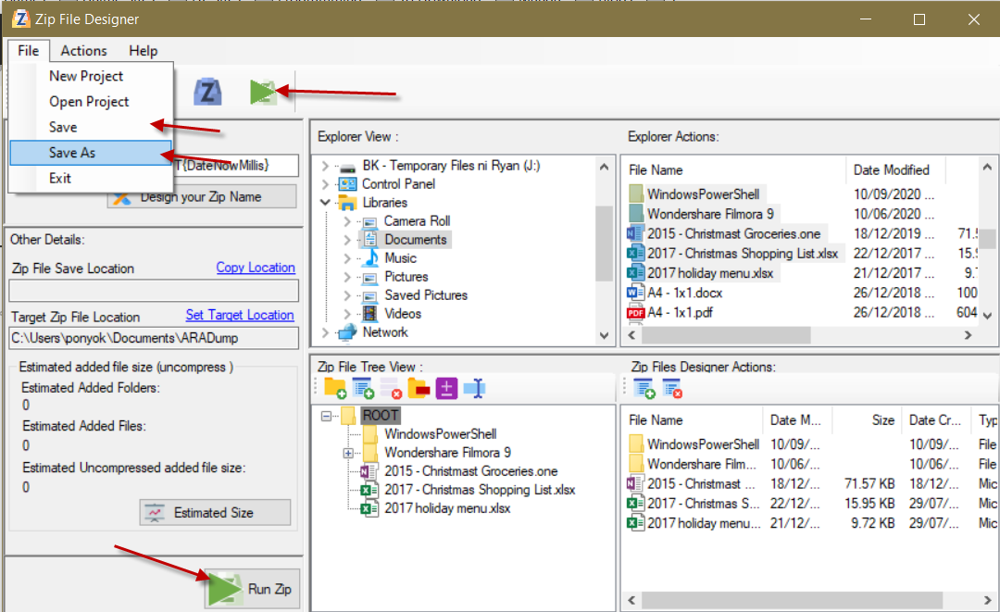 Zip File Designer
File Actions Help
New Project
Open Project
Save
Save As
Exit
T{DateNowMillis}
Design your Zip Name
Other Details:
Zip File Save Location Copy Location
Target Zip File Location Set Target Location
C:\Users\ponyok\Documents\ARADump
Estimated added file size (uncompress )
Estimated Added Folders:
0
Estimated Added Files:
0
Estimated Uncompressed added file size:
0
Estimated Size
Run Zip
Explorer View :
BK - Temporary Files ni Ryan (J:)
Control Panel
Libraries
Camera Roll
Documents
Music
Pictures
Saved Pictures
Videos
Network
Explorer Actions:
File Name Date Modified
WindowsPowerShell 10/09/2020 ...
Wondershare Filmora 9 10/06/2020 ...
2015 - Christmast Groceries.one 18/12/2019 ... 71.5
2017 - Christmas Shopping List.xlsx 22/12/2017 ... 15.9
2017 holiday menu.xlsx 21/12/2017 ... 9.7
A4 - 1x1.docx 26/12/2018 ... 100
A4 - 1x1.pdf 26/12/2018 ... 604
Zip File Tree View :
ROOT
WindowsPowerShell
Wondershare Filmora 9
2015 - Christmast Groceries.one
2017 - Christmas Shopping List.xlsx
2017 holiday menu.xlsx
Zip Files Designer Actions:
File Name Date M... Size Date Cr... Typ
WindowsPowerShell 10/09/... 10/09/... File
Wondershare Film... 10/06/... 10/06/... File
2015 - Christmast ... 18/12/... 71.57 KB 18/12/... Mic
2017 - Christmas S... 22/12/... 15.95 KB 29/07/... Mic
2017 holiday menu... 21/12/... 9.72 KB 29/07/... Mic